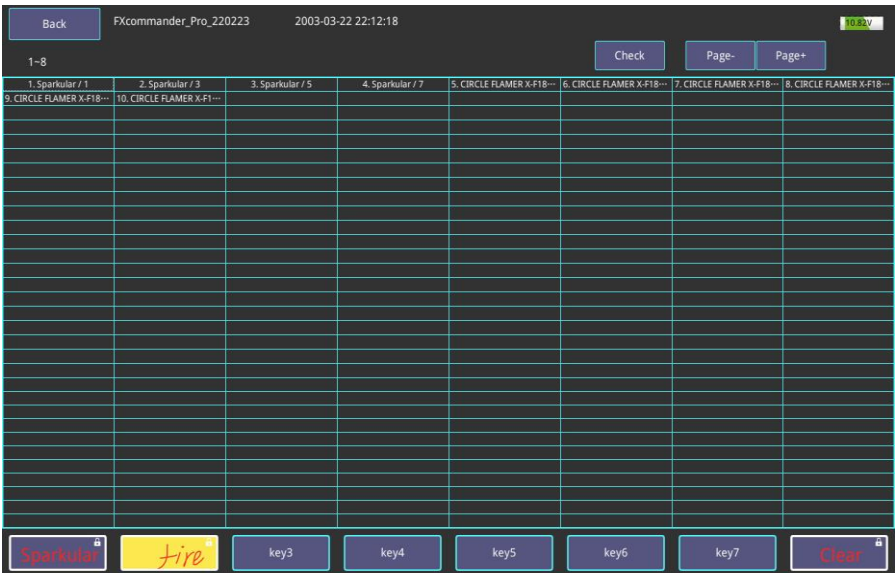 Back FXcommander_Pro_220223 2003-03-22 22:12:18 10.82V
1~8 Check Page- Page+
1. Sparkular / 1 2. Sparkular / 3 3. Sparkular / 5 4. Sparkular / 7 5. CIRCLE FLAMER X-F18··· 6. CIRCLE FLAMER X-F18··· 7. CIRCLE FLAMER X-F18··· 8. CIRCLE FLAMER X-F18···
9. CIRCLE FLAMER X-F18··· 10. CIRCLE FLAMER X-F1···
Sparkular fire key3 key4 key5 key6 key7 Clear